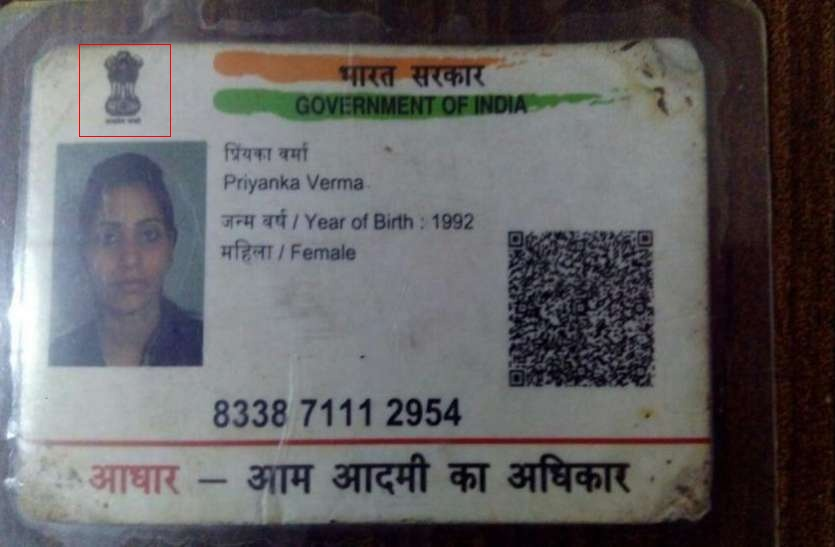 भारत सरकार
GOVERNMENT OF INDIA
प्रिंयका वर्मा
Priyanka Verma
जन्म वर्ष / Year of Birth : 1992
महिला / Female
8338 7111 2954
आधार – आम आदमी का अधिकार